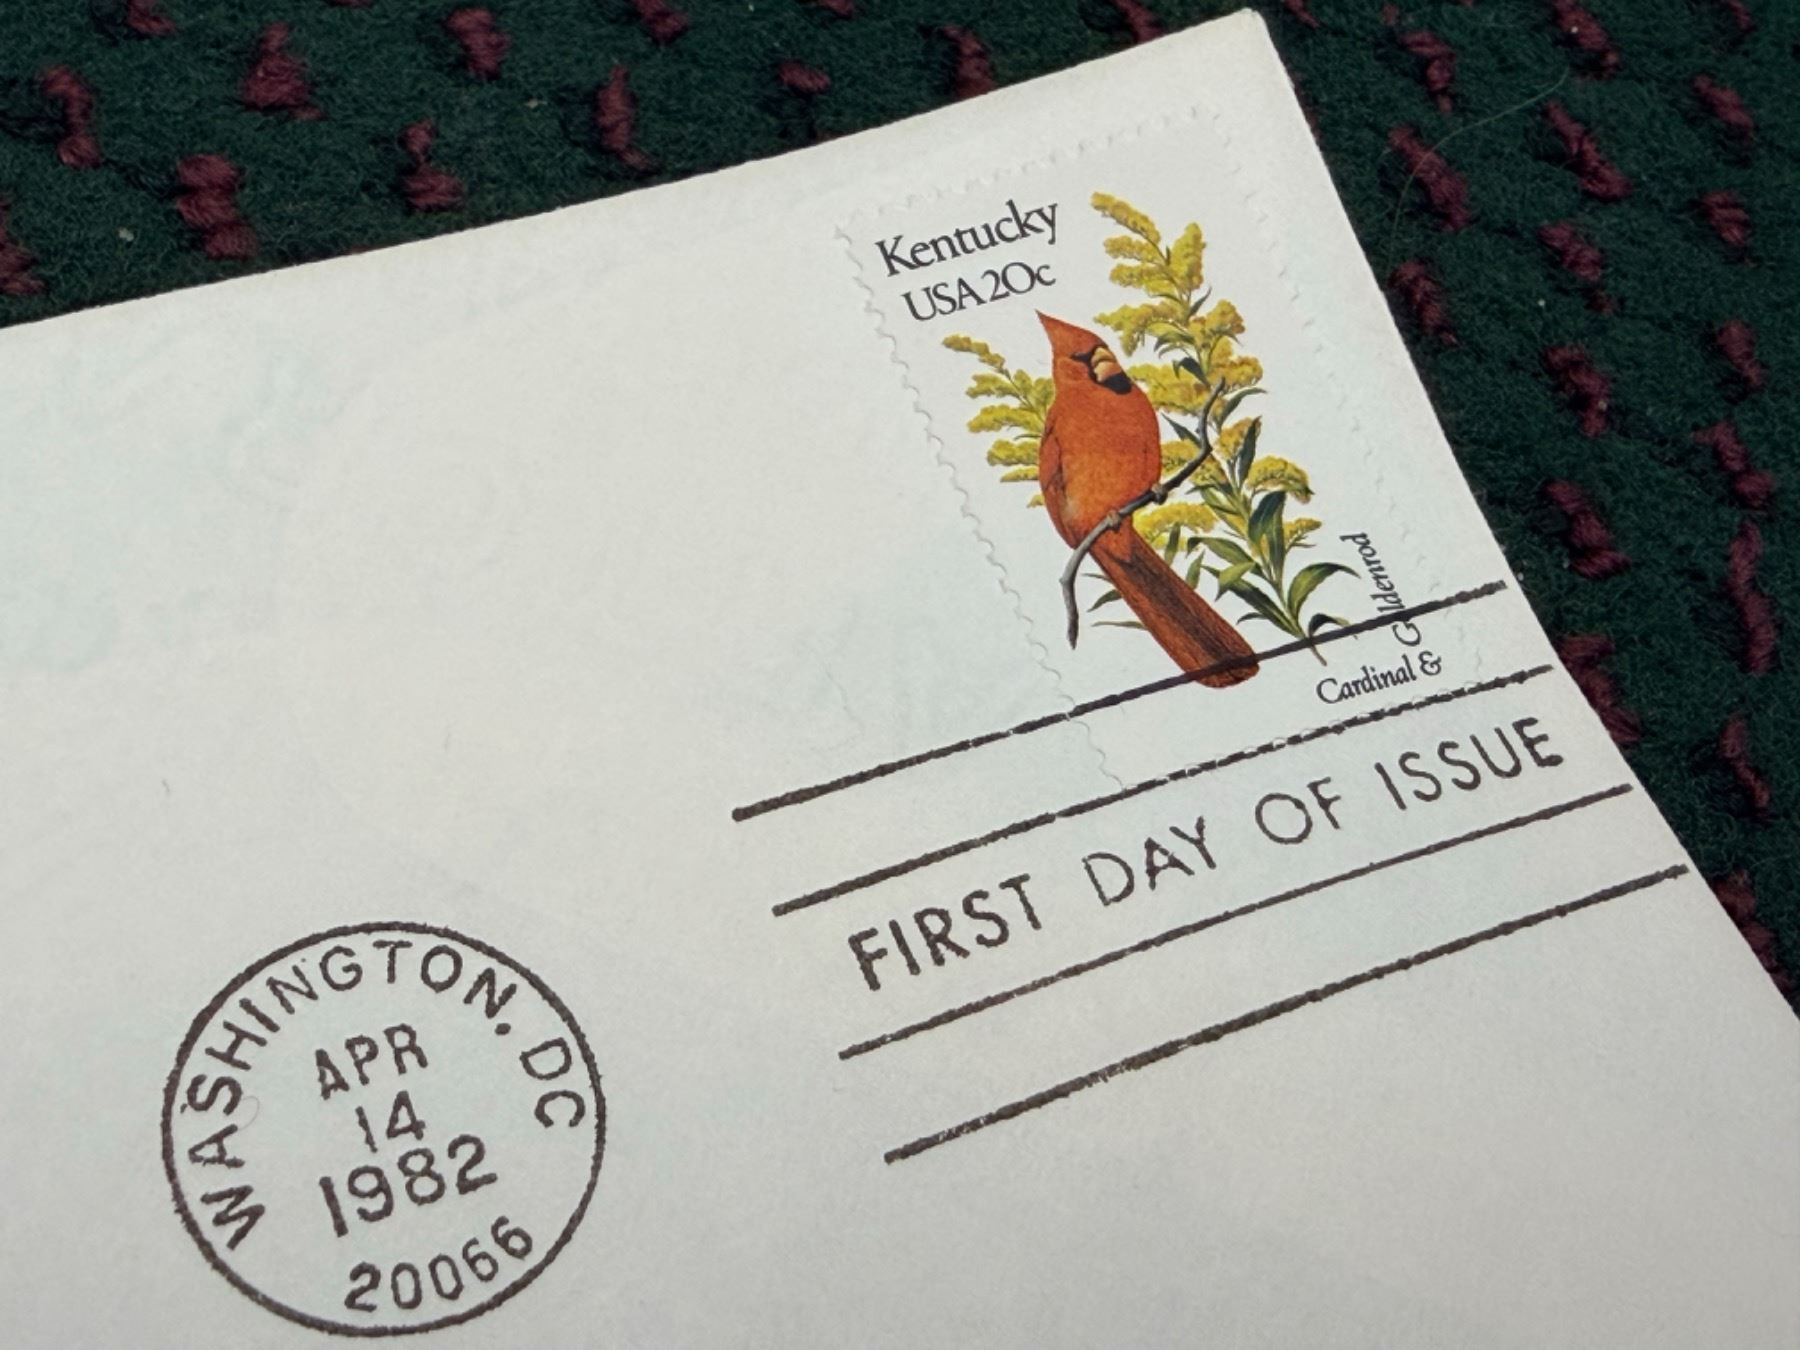 Kentucky
USA 20c
Cardinal &
Goldenrod
FIRST DAY OF ISSUE
WASHINGTON, DC
APR
14
1982
20066